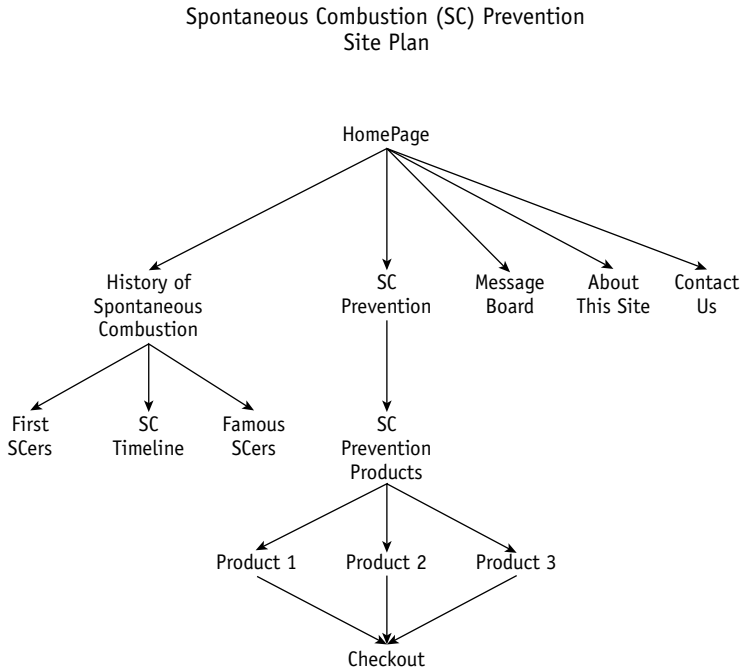 Spontaneous Combustion (SC) Prevention
Site Plan
HomePage
History of
Spontaneous
Combustion
SC
Prevention
Message
Board
About
This Site
Contact
Us
First
SCers
SC
Timeline
Famous
SCers
SC
Prevention
Products
Product 1
Product 2
Product 3
Checkout